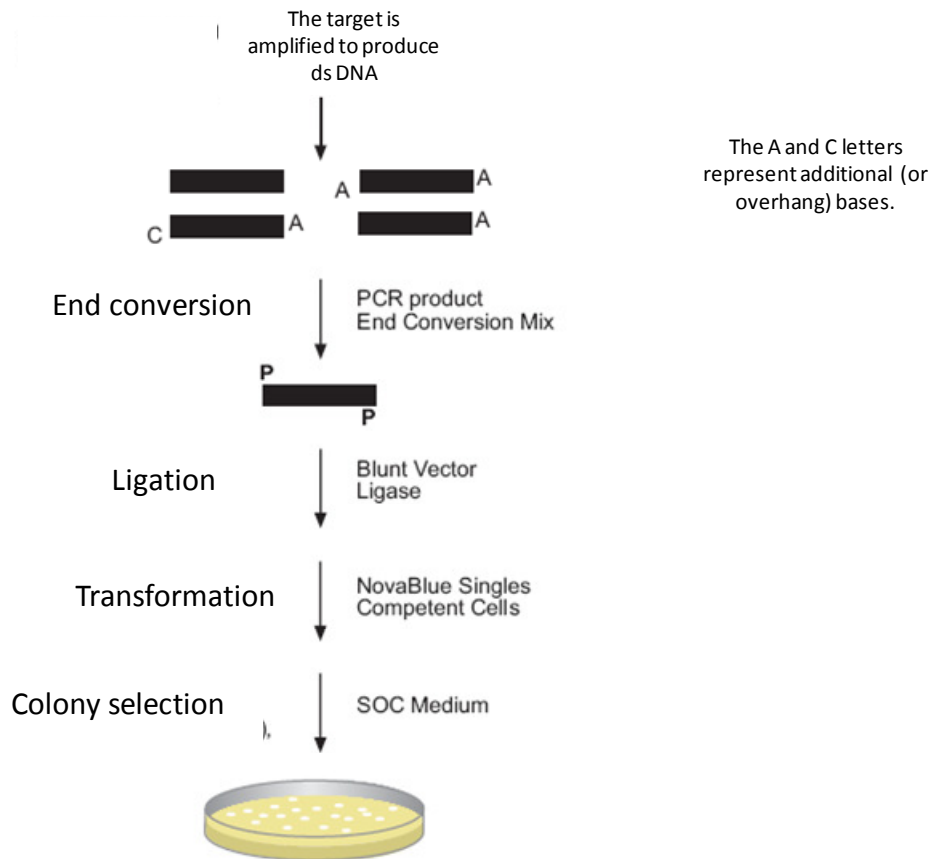 The target is
amplified to produce
ds DNA
The A and C letters
represent additional (or
overhang) bases.
A A
C A A
End conversion
PCR product
End Conversion Mix
P
P
Ligation
Blunt Vector
Ligase
Transformation
NovaBlue Singles
Competent Cells
Colony selection
SOC Medium
),